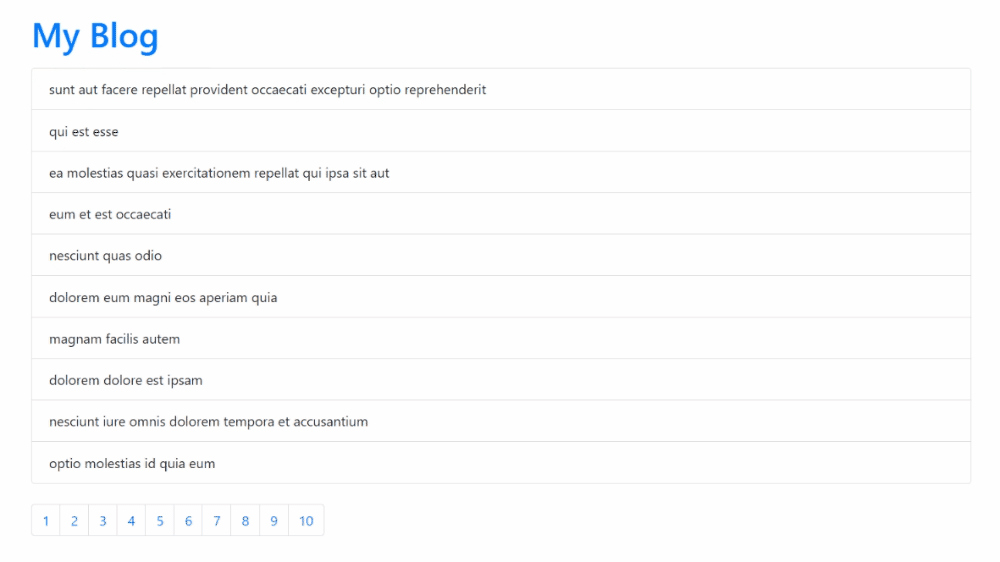 My Blog
sunt aut facere repellat provident occaecati excepturi optio reprehenderit
qui est esse
ea molestias quasi exercitationem repellat qui ipsa sit aut
eum et est occaecati
nesciunt quas odio
dolorem eum magni eos aperiam quia
magnam facilis autem
dolorem dolore est ipsam
nesciunt iure omnis dolorem tempora et accusantium
optio molestias id quia eum
1 2 3 4 5 6 7 8 9 10